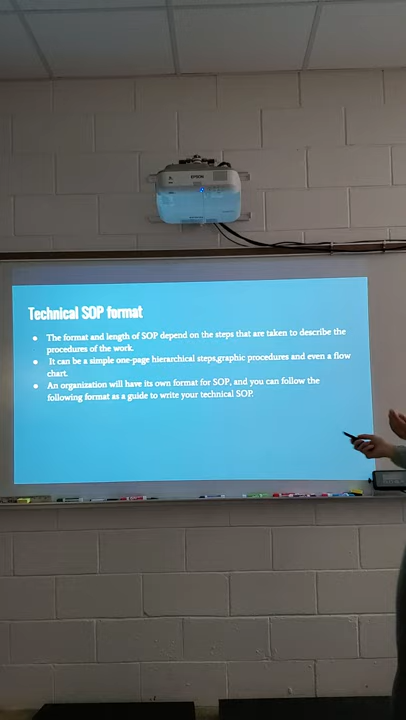 EPSON
Technical SOP format
● The format and length of SOP depend on the steps that are taken to describe the
procedures of the work.
● It can be a simple one-page hierarchical steps,graphic procedures and even a flow
chart.
● An organization will have its own format for SOP, and you can follow the
following format as a guide to write your technical SOP.